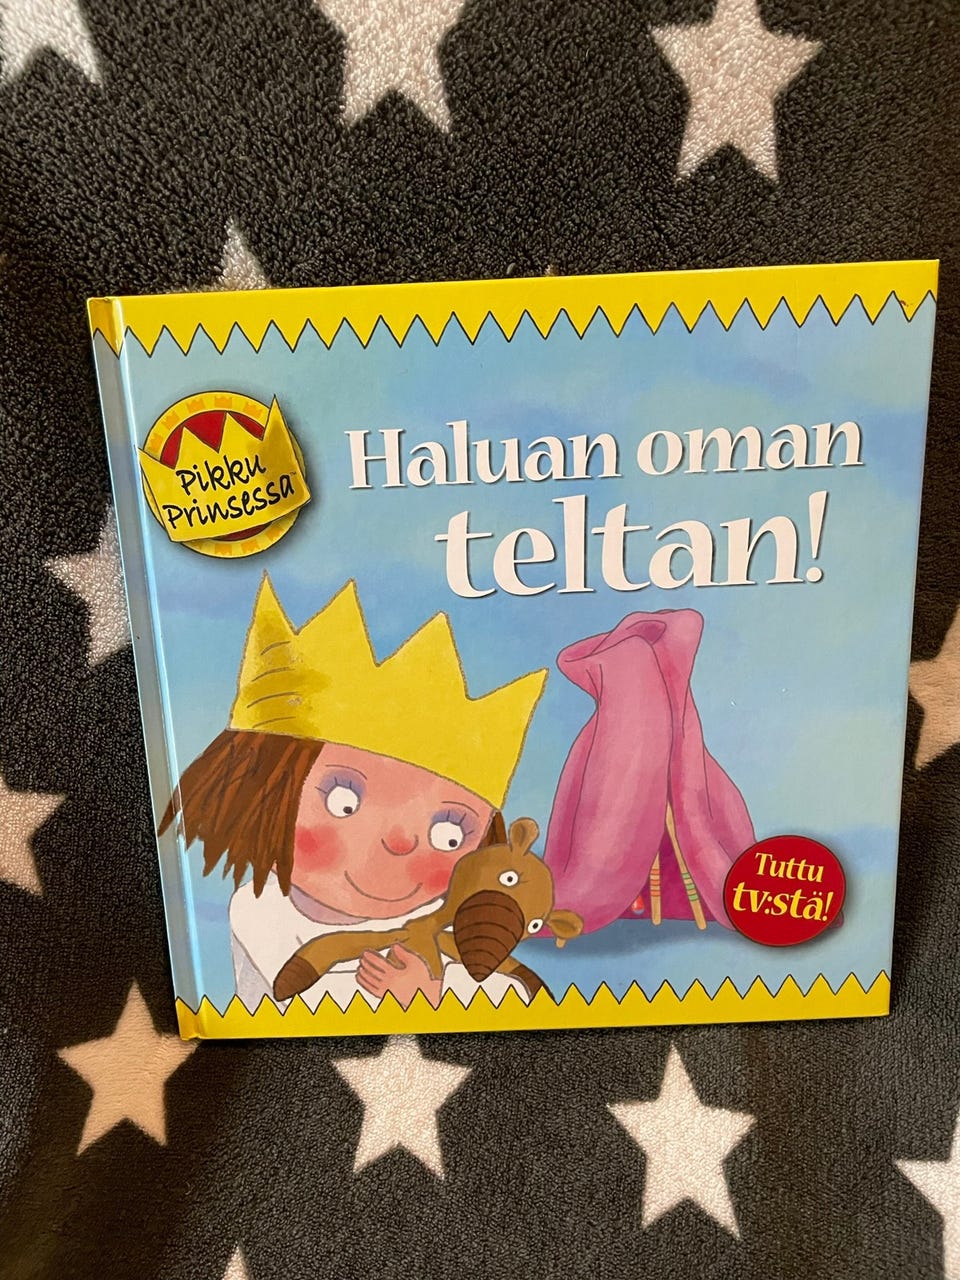 Pikku
Prinsessa™
Haluan oman
teltan!
Tuttu
tv:stä!